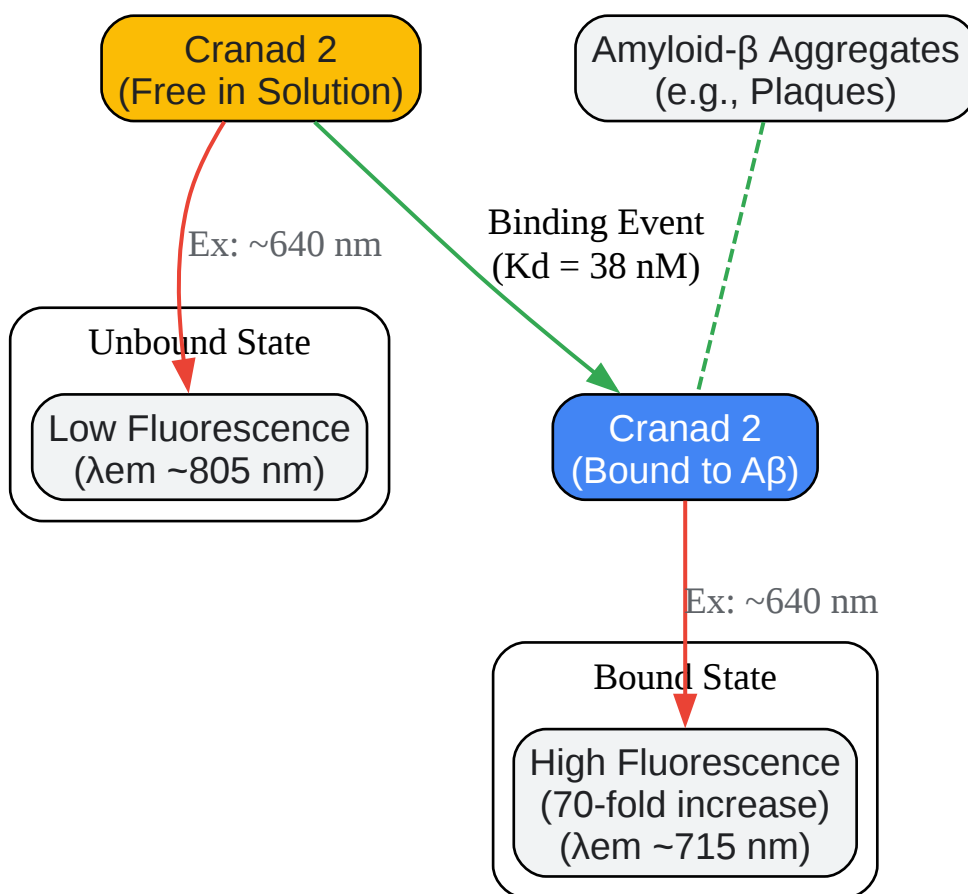 Cranad 2
(Free in Solution)
Amyloid-β Aggregates
(e.g., Plaques)
Ex: ~640 nm
Binding Event
(Kd = 38 nM)
Unbound State
Low Fluorescence
(λem ~805 nm)
Cranad 2
(Bound to Aβ)
Ex: ~640 nm
Bound State
High Fluorescence
(70-fold increase)
(λem ~715 nm)